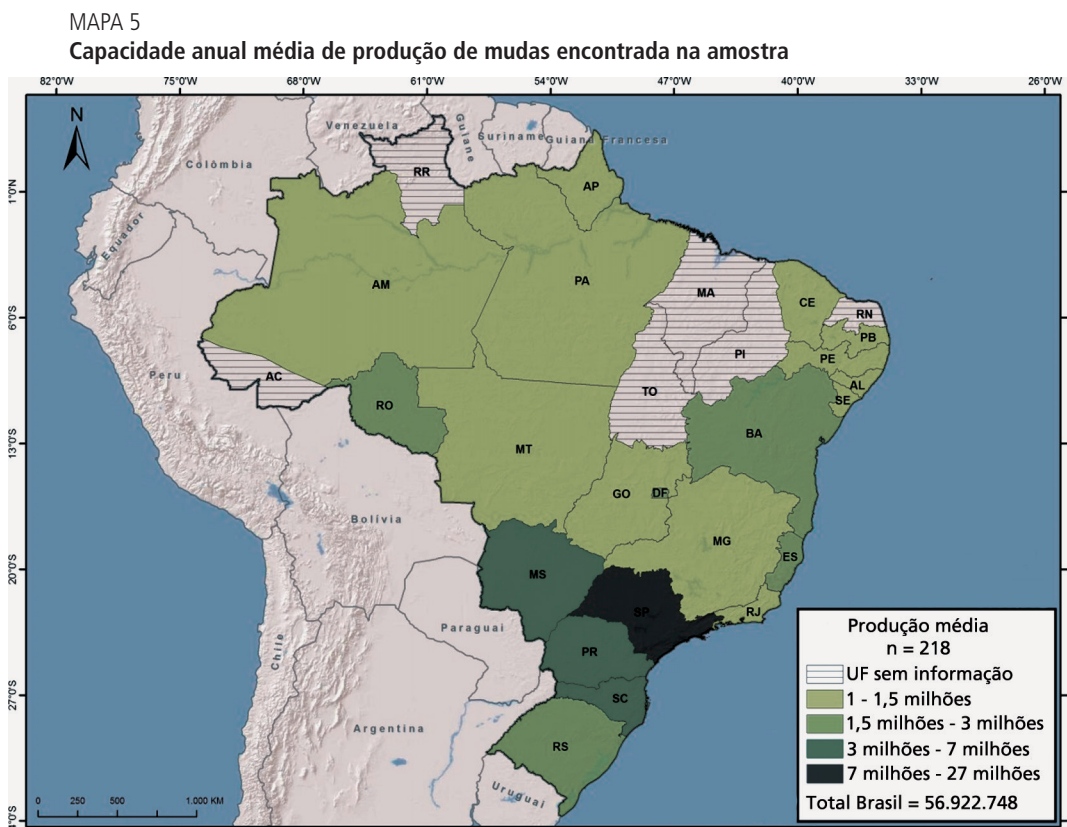 MAPA 5
Capacidade anual média de produção de mudas encontrada na amostra
82°0'W 75°0'W 68°0'W 61°0'W 54°0'W 47°0'W 40°0'W 33°0'W 26°0'W
N
Venezuela
Guiane
Suriname
Guiana Francesa
Colômbia
RR
AP
1°0'N
Equador
AM
PA
MA
CE
6°0'S
RN
PB
PI
PE
Peru
AC
TO
AL
SE
RO
BA
13°0'S
MT
GO
DF
Bolívia
MG
ES
20°0'S
MS
SP
RJ
Paraguai
Chile
PR
27°0'S
SC
Argentina
RS
Uruguai
0 250 500 1.000 KM
Produção média
n = 218
UF sem informação
1 - 1,5 milhões
1,5 milhões - 3 milhões
3 milhões - 7 milhões
7 milhões - 27 milhões
Total Brasil = 56.922.748